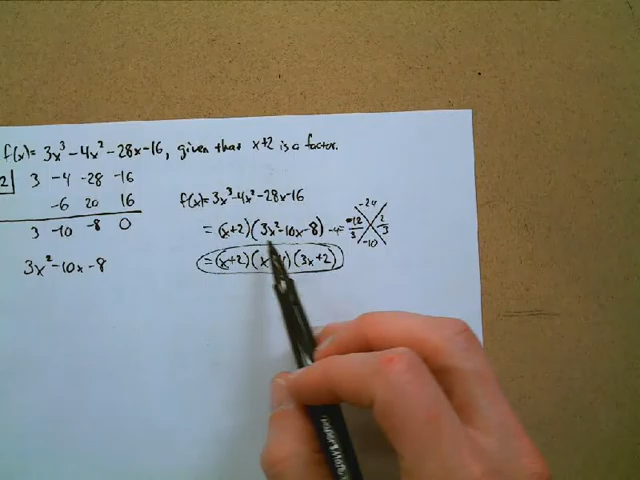 f(x)= 3x³-4x²-28x-16, given that x+2 is a factor.
2 3 -4 -28 -16
-6 20 16
3 -10 -8 0
3x²-10x-8
f(x)= 3x³-4x²-28x-16
= (x+2)(3x²-10x-8) -4=
-24
-12 2
3 3
-10
= (x+2)(x )(3x+2)